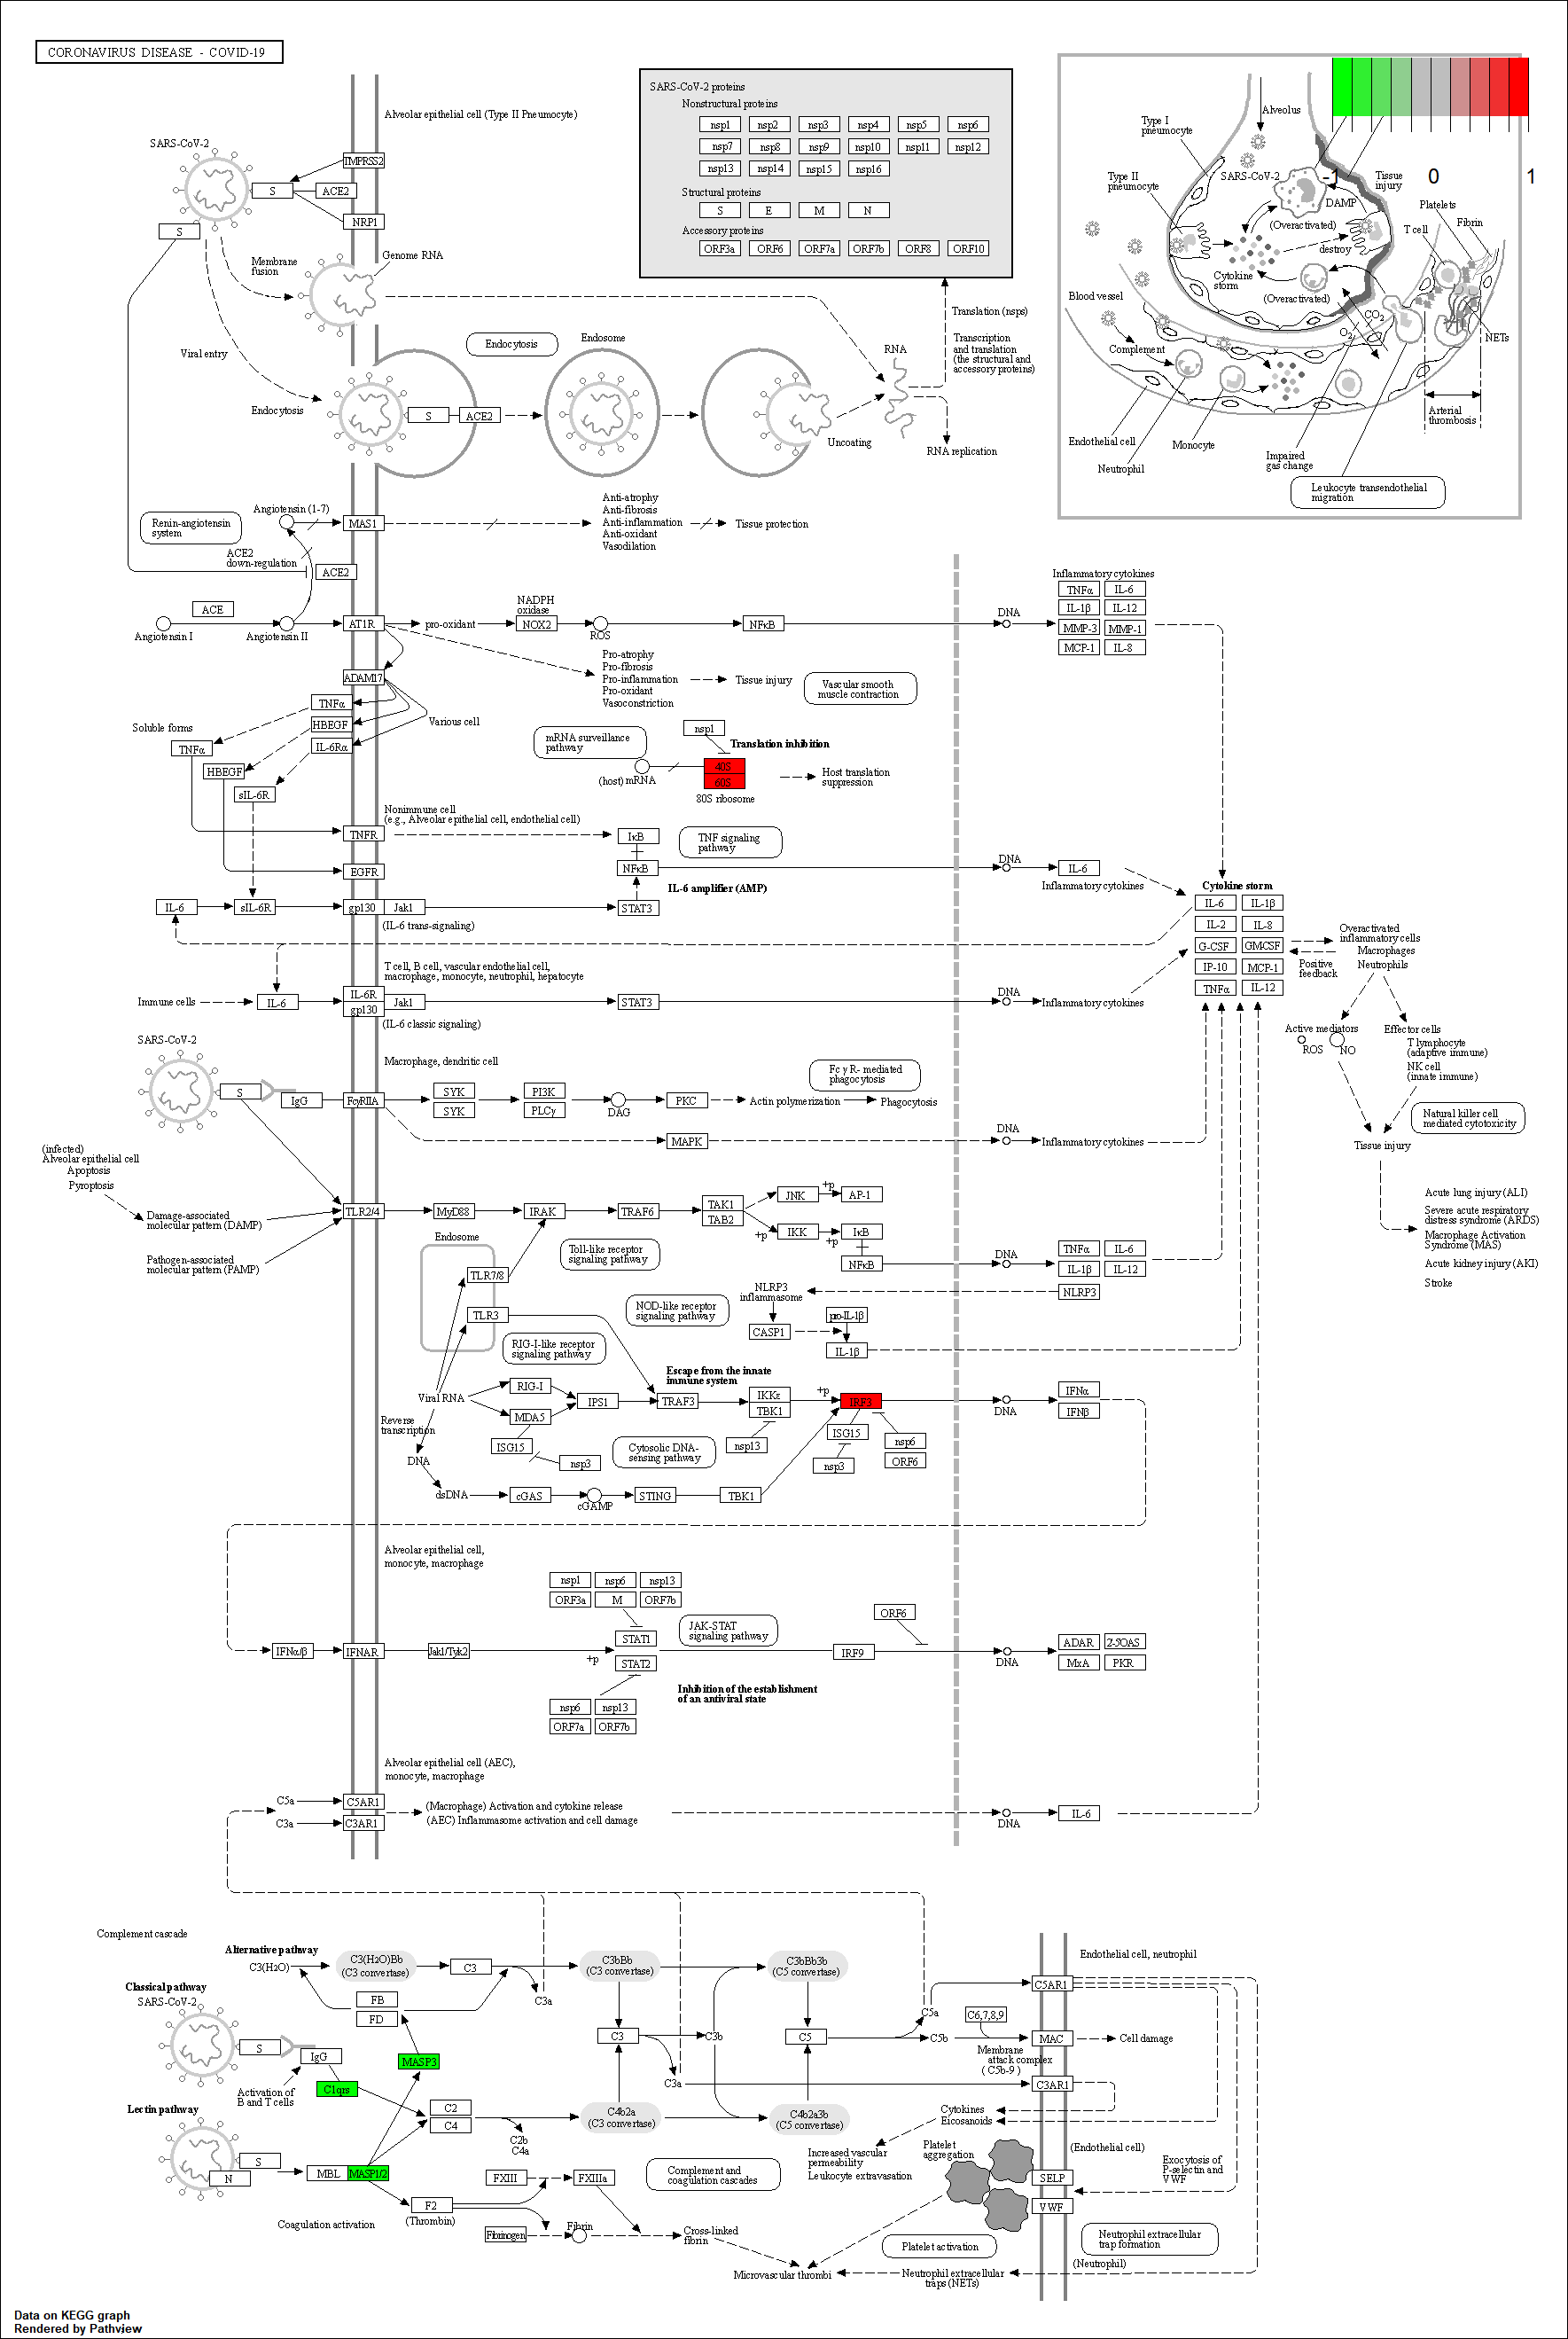 CORONAVIRUS DISEASE - COVID-19
Alveolar epithelial cell (Type II Pneumocyte)
SARS-CoV-2
TMPRSS2
S
ACE2
NRP1
S
Membrane
fusion
Genome RNA
Viral entry
Endocytosis
S
ACE2
Endocytosis
Endosome
Uncoating
RNA
RNA replication
Translation (nsps)
Transcription
and translation
(the structural and
accessory proteins)
SARS-CoV-2 proteins
Nonstructural proteins
nsp1 nsp2 nsp3 nsp4 nsp5 nsp6
nsp7 nsp8 nsp9 nsp10 nsp11 nsp12
nsp13 nsp14 nsp15 nsp16
Structural proteins
S E M N
Accessory proteins
ORF3a ORF6 ORF7a ORF7b ORF8 ORF10
-1 0 1
Alveolus
Type I
pneumocyte
Type II
pneumocyte
SARS-CoV-2
DAMP
Tissue
injury
(Overactivated)
destroy
Cytokine
storm
(Overactivated)
Platelets
Fibrin
T cell
Blood vessel
Complement
O2
CO2
NETs
Arterial
thrombosis
Endothelial cell
Neutrophil
Monocyte
Impaired
gas change
Leukocyte transendothelial
migration
Renin-angiotensin
system
Angiotensin (1-7)
MAS1
Anti-atrophy
Anti-fibrosis
Anti-inflammation
Anti-oxidant
Vasodilation
Tissue protection
ACE2
down-regulation
ACE2
ACE
Angiotensin I
Angiotensin II
AT1R
pro-oxidant
NADPH
oxidase
NOX2
ROS
NFκB
DNA
Inflammatory cytokines
TNFα IL-6
IL-1β IL-12
MMP-3 MMP-1
MCP-1 IL-8
Pro-atrophy
Pro-fibrosis
Pro-inflammation
Pro-oxidant
Vasoconstriction
Tissue injury
Vascular smooth
muscle contraction
ADAM17
TNFα
HBEGF
IL-6Rα
Various cell
Soluble forms
TNFα
HBEGF
sIL-6R
mRNA surveillance
pathway
nsp1
Translation inhibition
(host) mRNA
40S
60S
80S ribosome
Host translation
suppression
Nonimmune cell
(e.g., Alveolar epithelial cell, endothelial cell)
TNFR
IκB
TNF signaling
pathway
EGFR
NFκB
DNA
IL-6
Inflammatory cytokines
IL-6 amplifier (AMP)
IL-6
sIL-6R
gp130
Jak1
STAT3
(IL-6 trans-signaling)
Cytokine storm
IL-6 IL-1β
IL-2 IL-8
G-CSF GMCSF
IP-10 MCP-1
TNFα IL-12
Positive
feedback
Overactivated
inflammatory cells
Macrophages
Neutrophils
T cell, B cell, vascular endothelial cell,
macrophage, monocyte, neutrophil, hepatocyte
Immune cells
IL-6
IL-6R
gp130
Jak1
STAT3
DNA
Inflammatory cytokines
(IL-6 classic signaling)
Active mediators
ROS
NO
Effector cells
T lymphocyte
(adaptive immune)
NK cell
(innate immune)
Natural killer cell
mediated cytotoxicity
Tissue injury
Acute lung injury (ALI)
Severe acute respiratory
distress syndrome (ARDS)
Macrophage Activation
Syndrome (MAS)
Acute kidney injury (AKI)
Stroke
SARS-CoV-2
Macrophage, dendritic cell
S
IgG
FcγRIIA
SYK
SYK
PI3K
PLCγ
DAG
PKC
Actin polymerization
Phagocytosis
Fc γ R- mediated
phagocytosis
MAPK
DNA
Inflammatory cytokines
(infected)
Alveolar epithelial cell
Apoptosis
Pyroptosis
Damage-associated
molecular pattern (DAMP)
Pathogen-associated
molecular pattern (PAMP)
TLR2/4
MyD88
IRAK
TRAF6
TAK1
TAB2
JNK
+p
AP-1
+p
IKK
+p
IκB
NFκB
DNA
TNFα IL-6
IL-1β IL-12
NLRP3
Endosome
TLR7/8
TLR3
Toll-like receptor
signaling pathway
NOD-like receptor
signaling pathway
NLRP3
inflammasome
CASP1
pro-IL-1β
IL-1β
RIG-I-like receptor
signaling pathway
Escape from the innate
immune system
Viral RNA
RIG-I
MDA5
IPS1
TRAF3
IKKε
TBK1
+p
IRF3
DNA
IFNα
IFNβ
Reverse
transcription
ISG15
nsp3
Cytosolic DNA-
sensing pathway
nsp13
ISG15
nsp3
nsp6
ORF6
DNA
dsDNA
cGAS
cGAMP
STING
TBK1
Alveolar epithelial cell,
monocyte, macrophage
nsp1 nsp6 nsp13
ORF3a M ORF7b
IFNα/β
IFNAR
Jak1/Tyk2
+p
STAT1
STAT2
JAK-STAT
signaling pathway
ORF6
IRF9
DNA
ADAR 2-5OAS
MxA PKR
nsp6 nsp13
ORF7a ORF7b
Inhibition of the establishment
of an antiviral state
Alveolar epithelial cell (AEC),
monocyte, macrophage
C5a
C5AR1
C3a
C3AR1
(Macrophage) Activation and cytokine release
(AEC) Inflammasome activation and cell damage
DNA
IL-6
Complement cascade
Alternative pathway
C3(H2O)
C3(H2O)Bb
(C3 convertase)
C3
C3a
C3bBb
(C3 convertase)
C3bBb3b
(C5 convertase)
FB
FD
Classical pathway
SARS-CoV-2
S
IgG
MASP3
C1qrs
Activation of
B and T cells
C3
C3b
C3a
C5
C5a
C5b
C6,7,8,9
Membrane
attack complex
( C5b-9 )
Endothelial cell, neutrophil
C5AR1
MAC
Cell damage
C3AR1
Lectin pathway
S
N
MBL
MASP1/2
C2
C4
C2b
C4a
C4b2a
(C3 convertase)
C4b2a3b
(C5 convertase)
Cytokines
Eicosanoids
Increased vascular
permeability
Leukocyte extravasation
Platelet
aggregation
(Endothelial cell)
SELP
VWF
Exocytosis of
P-selectin and
VWF
Coagulation activation
F2
(Thrombin)
FXIII
FXIIIa
Complement and
coagulation cascades
Fibrinogen
Fibrin
Cross-linked
fibrin
Microvascular thrombi
Platelet activation
Neutrophil extracellular
traps (NETs)
Neutrophil extracellular
trap formation
(Neutrophil)
Data on KEGG graph
Rendered by Pathview